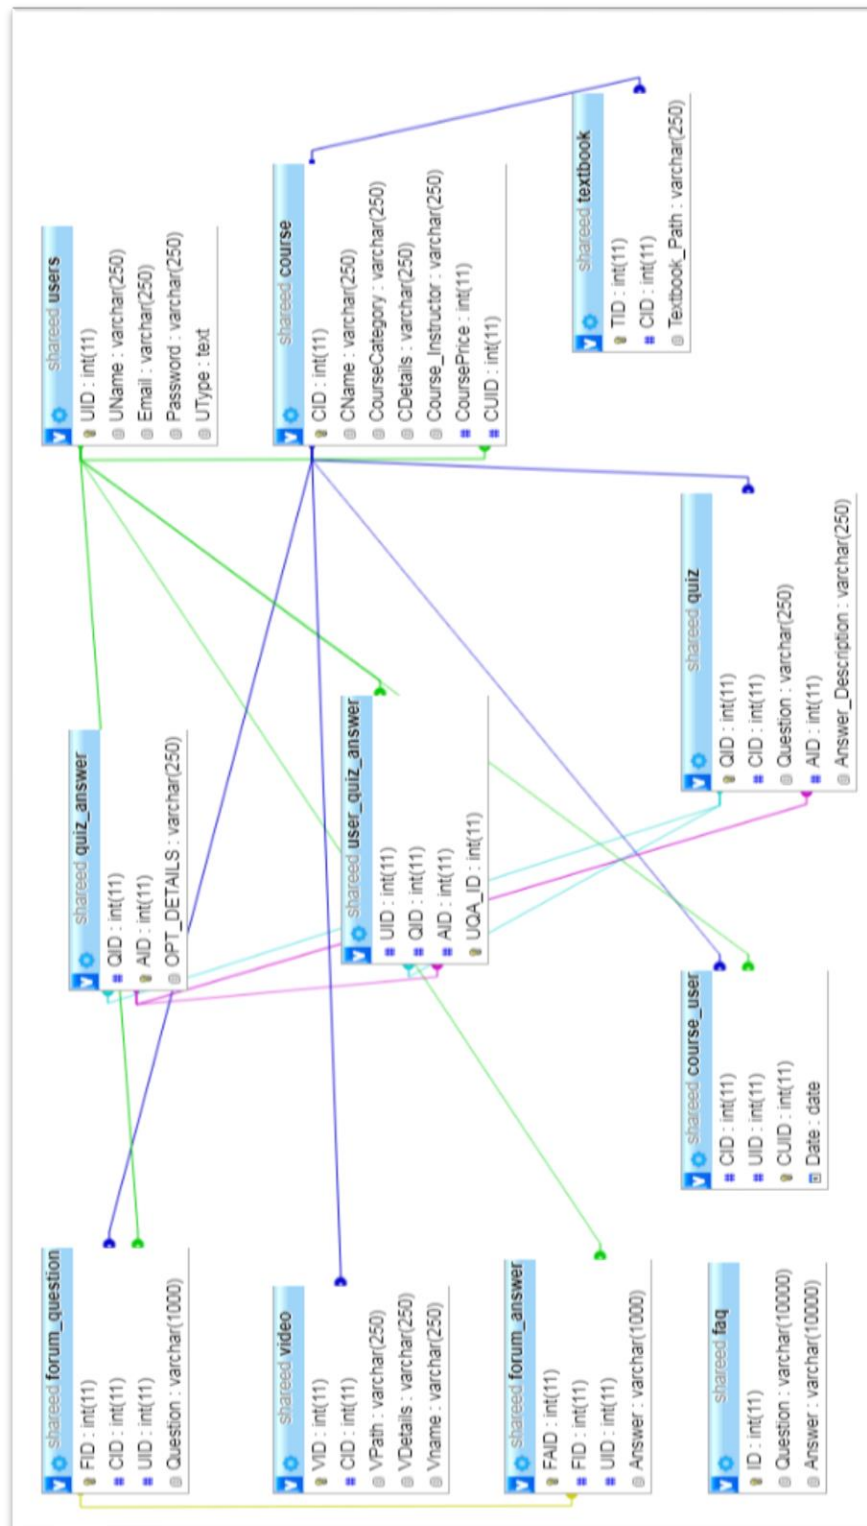 shareed forum_question
FID : int(11)
CID : int(11)
UID : int(11)
Question : varchar(1000)
shareed video
VID : int(11)
CID : int(11)
VPath : varchar(250)
VDetails : varchar(250)
Vname : varchar(250)
shareed forum_answer
FAID : int(11)
FID : int(11)
UID : int(11)
Answer : varchar(1000)
shareed faq
ID : int(11)
Question : varchar(10000)
Answer : varchar(10000)
shareed quiz_answer
QID : int(11)
AID : int(11)
OPT_DETAILS : varchar(250)
shareed user_quiz_answer
UID : int(11)
QID : int(11)
AID : int(11)
UQA_ID : int(11)
shareed course_user
CID : int(11)
UID : int(11)
CUID : int(11)
Date : date
shareed users
UID : int(11)
UName : varchar(250)
Email : varchar(250)
Password : varchar(250)
UType : text
shareed course
CID : int(11)
CName : varchar(250)
CourseCategory : varchar(250)
CDetails : varchar(250)
Course_Instructor : varchar(250)
CoursePrice : int(11)
CUID : int(11)
shareed quiz
QID : int(11)
CID : int(11)
Question : varchar(250)
AID : int(11)
Answer_Description : varchar(250)
shareed textbook
TID : int(11)
CID : int(11)
Textbook_Path : varchar(250)